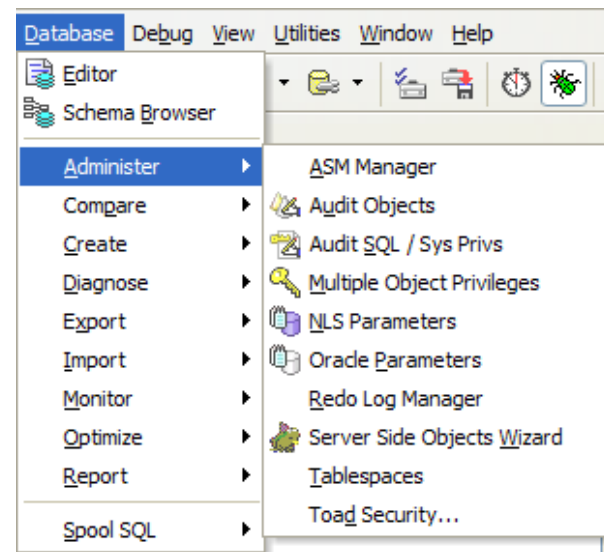 Database Debug View Utilities Window Help
Editor
Schema Browser
Administer
Compare
Create
Diagnose
Export
Import
Monitor
Optimize
Report
Spool SQL
ASM Manager
Audit Objects
Audit SQL / Sys Privs
Multiple Object Privileges
NLS Parameters
Oracle Parameters
Redo Log Manager
Server Side Objects Wizard
Tablespaces
Toad Security...